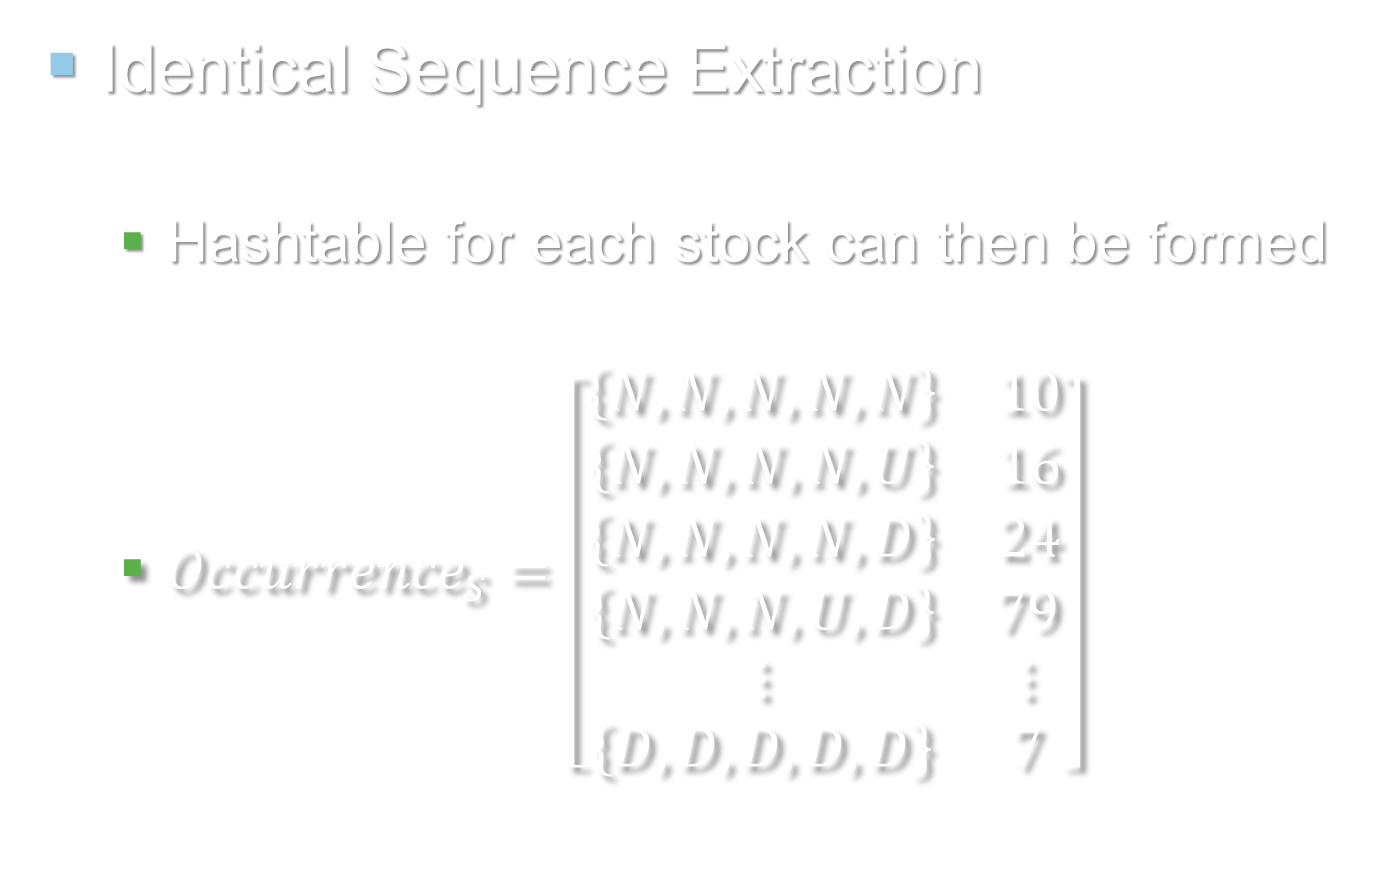 Identical Sequence Extraction
Hashtable for each stock can then be formed
{N, N, N, N, N} 10
{N, N, N, N, U} 16
{N, N, N, N, D} 24
Occurrence_S =
{N, N, N, U, D} 79
⋮ ⋮
{D, D, D, D, D} 7